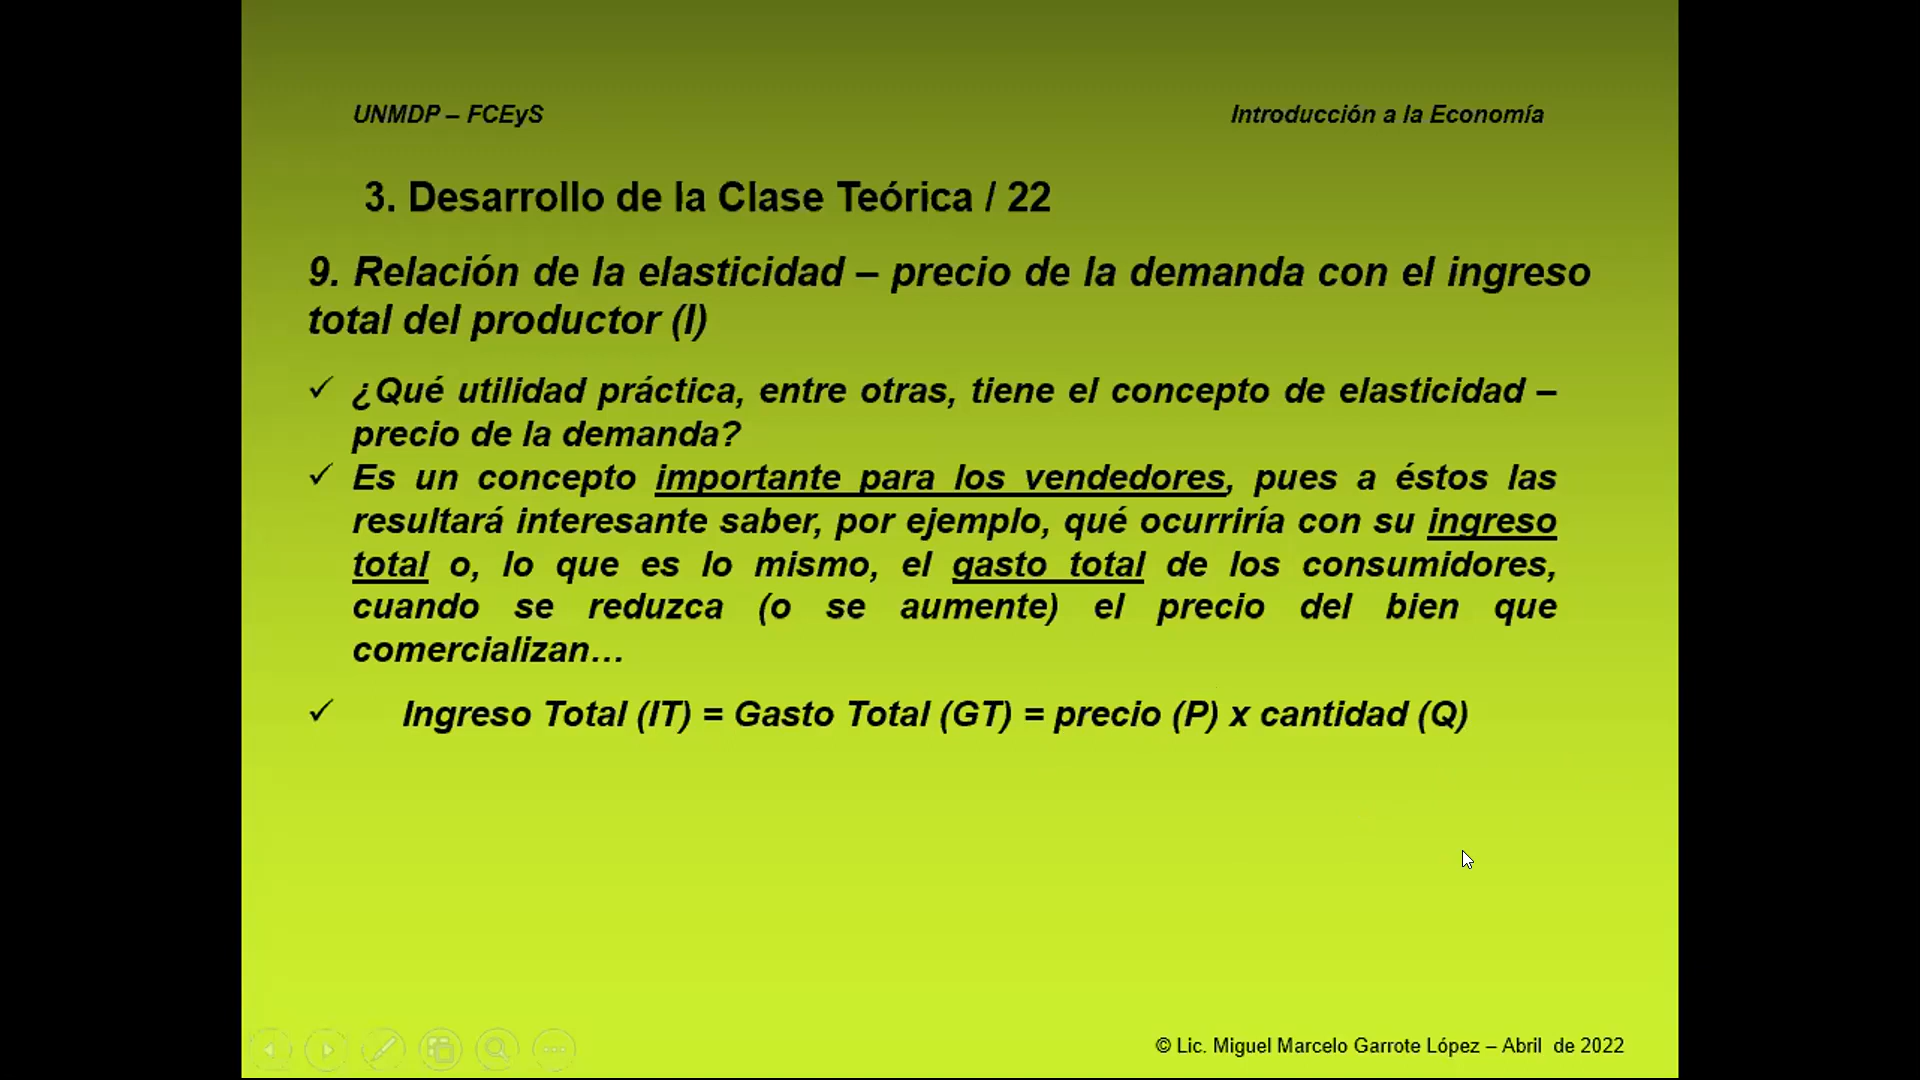 UNMDP – FCEyS
Introducción a la Economía
3. Desarrollo de la Clase Teórica / 22
9. Relación de la elasticidad – precio de la demanda con el ingreso
total del productor (I)
✓ ¿Qué utilidad práctica, entre otras, tiene el concepto de elasticidad –
precio de la demanda?
✓ Es un concepto importante para los vendedores, pues a éstos las
resultará interesante saber, por ejemplo, qué ocurriría con su ingreso
total o, lo que es lo mismo, el gasto total de los consumidores,
cuando se reduzca (o se aumente) el precio del bien que
comercializan…
✓ Ingreso Total (IT) = Gasto Total (GT) = precio (P) x cantidad (Q)
© Lic. Miguel Marcelo Garrote López – Abril de 2022